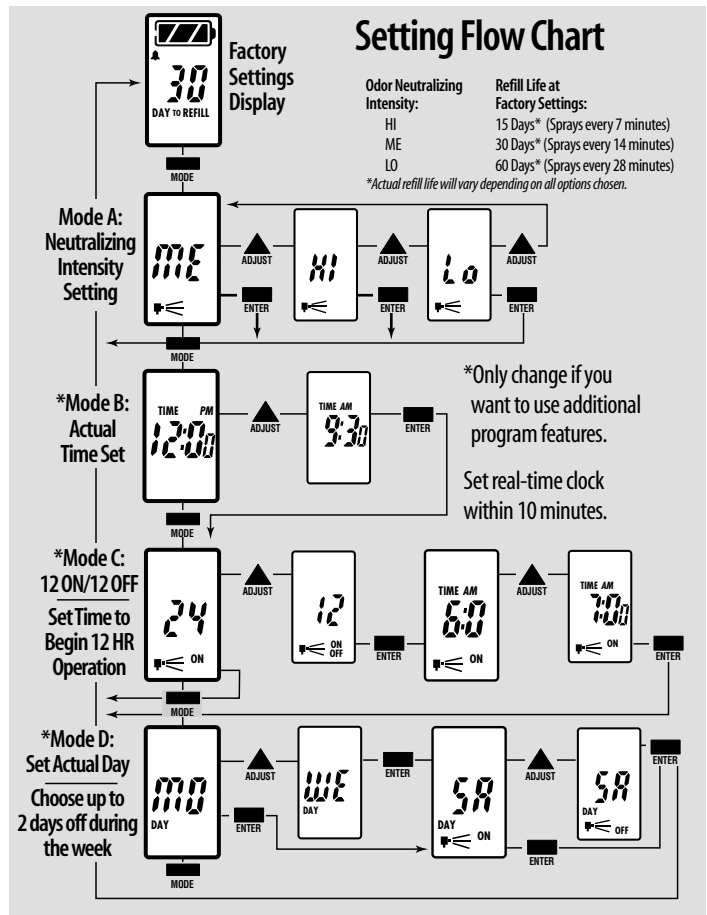 Setting Flow Chart
Factory
Settings
Display
30
DAY TO REFILL
MODE
Odor Neutralizing
Intensity:
HI
ME
LO
Refill Life at
Factory Settings:
15 Days* (Sprays every 7 minutes)
30 Days* (Sprays every 14 minutes)
60 Days* (Sprays every 28 minutes)
*Actual refill life will vary depending on all options chosen.
Mode A:
Neutralizing
Intensity
Setting
ME
ADJUST
ENTER
HI
ADJUST
ENTER
Lo
ADJUST
ENTER
MODE
*Mode B:
Actual
Time Set
TIME PM
12:00
ADJUST
TIME AM
9:30
ENTER
*Only change if you
want to use additional
program features.
Set real-time clock
within 10 minutes.
MODE
*Mode C:
12 ON/12 OFF
Set Time to
Begin 12 HR
Operation
24
ON
ADJUST
12
ON
OFF
ENTER
TIME AM
6:0
ON
ADJUST
TIME AM
7:00
ON
ENTER
MODE
*Mode D:
Set Actual Day
Choose up to
2 days off during
the week
MO
DAY
ADJUST
ENTER
WE
DAY
ENTER
SA
DAY
ON
ADJUST
ENTER
SA
DAY
OFF
ENTER
MODE